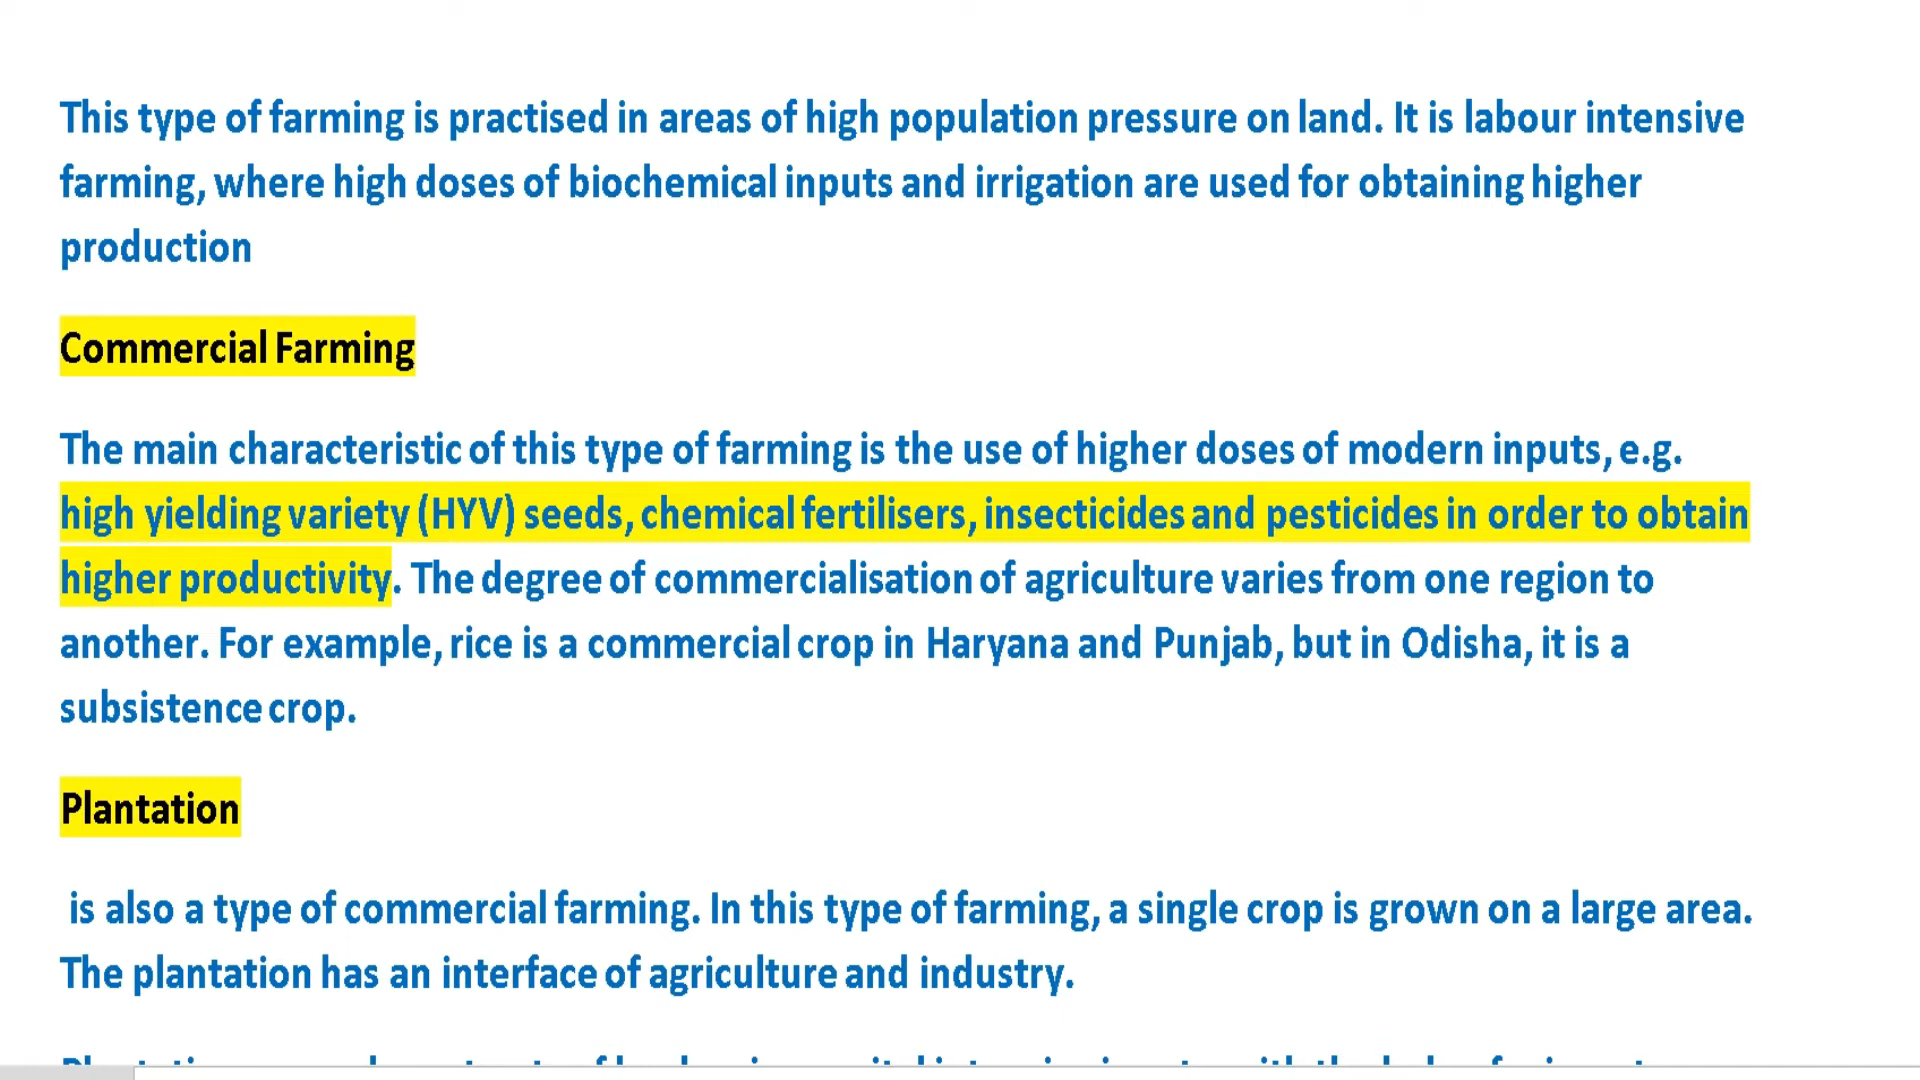 This type of farming is practised in areas of high population pressure on land. It is labour intensive
farming, where high doses of biochemical inputs and irrigation are used for obtaining higher
production
Commercial Farming
The main characteristic of this type of farming is the use of higher doses of modern inputs, e.g.
high yielding variety (HYV) seeds, chemical fertilisers, insecticides and pesticides in order to obtain
higher productivity. The degree of commercialisation of agriculture varies from one region to
another. For example, rice is a commercial crop in Haryana and Punjab, but in Odisha, it is a
subsistence crop.
Plantation
is also a type of commercial farming. In this type of farming, a single crop is grown on a large area.
The plantation has an interface of agriculture and industry.